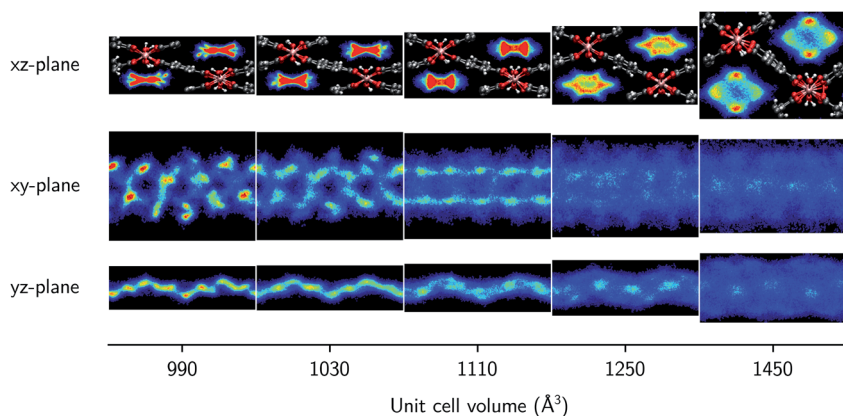 xz-plane
xy-plane
yz-plane
990 1030 1110 1250 1450
Unit cell volume (Å³)